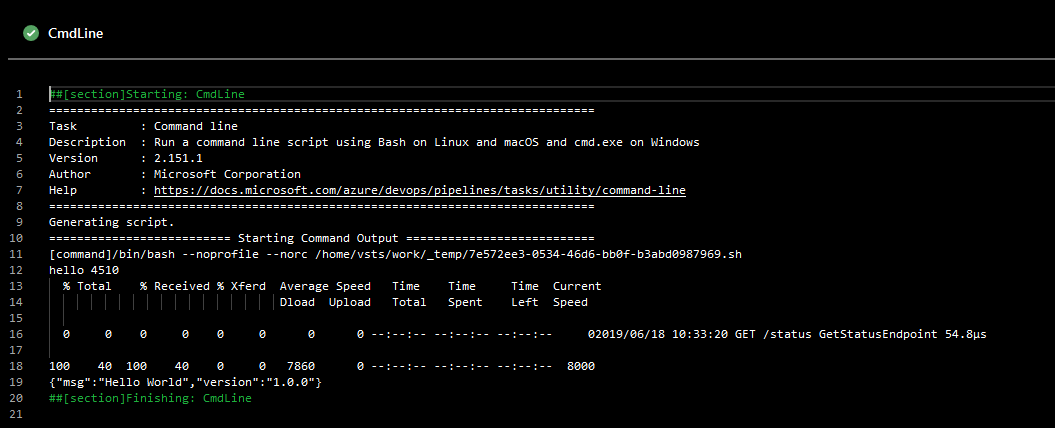 CmdLine
1 ##[section]Starting: CmdLine
2 ==============================================================================
3 Task         : Command line
4 Description  : Run a command line script using Bash on Linux and macOS and cmd.exe on Windows
5 Version      : 2.151.1
6 Author       : Microsoft Corporation
7 Help         : https://docs.microsoft.com/azure/devops/pipelines/tasks/utility/command-line
8 ==============================================================================
9 Generating script.
10 ========================== Starting Command Output ===========================
11 [command]/bin/bash --noprofile --norc /home/vsts/work/_temp/7e572ee3-0534-46d6-bb0f-b3abd0987969.sh
12 hello 4510
13   % Total    % Received % Xferd  Average Speed   Time    Time     Time  Current
14                                  Dload  Upload   Total   Spent    Left  Speed
15
16   0     0    0     0    0     0      0      0 --:--:-- --:--:-- --:--:--     02019/06/18 10:33:20 GET /status GetStatusEndpoint 54.8µs
17
18 100    40  100    40    0     0   7860      0 --:--:-- --:--:-- --:--:--  8000
19 {"msg":"Hello World","version":"1.0.0"}
20 ##[section]Finishing: CmdLine
21